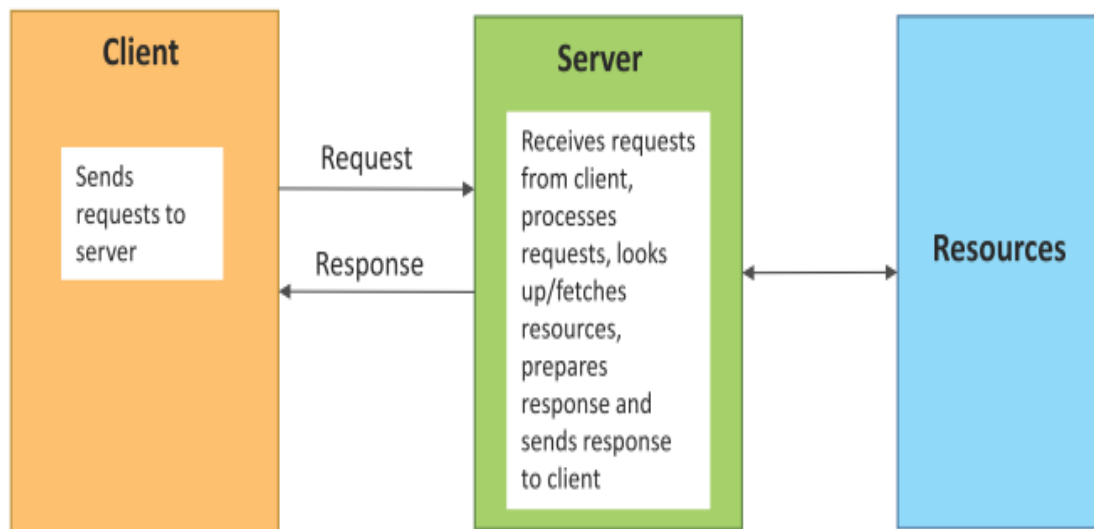 Client
Sends
requests to
server
Request
Response
Server
Receives requests
from client,
processes
requests, looks
up/fetches
resources,
prepares
response and
sends response
to client
Resources